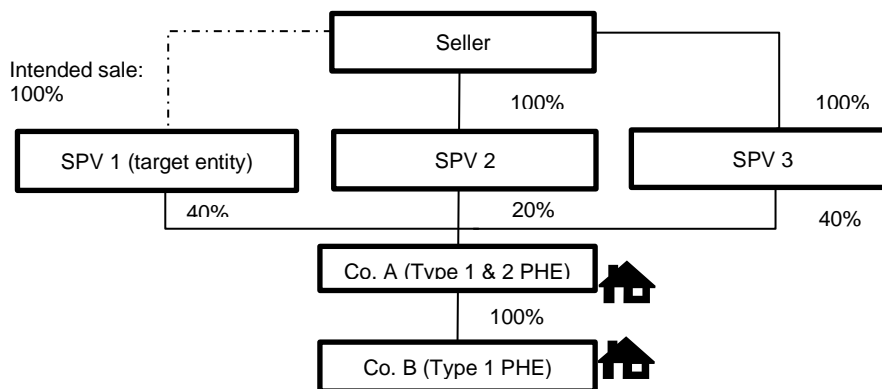 Seller
Intended sale:
100%
100%
100%
SPV 1 (target entity)
SPV 2
SPV 3
40%
20%
40%
Co. A (Type 1 & 2 PHE)
100%
Co. B (Type 1 PHE)